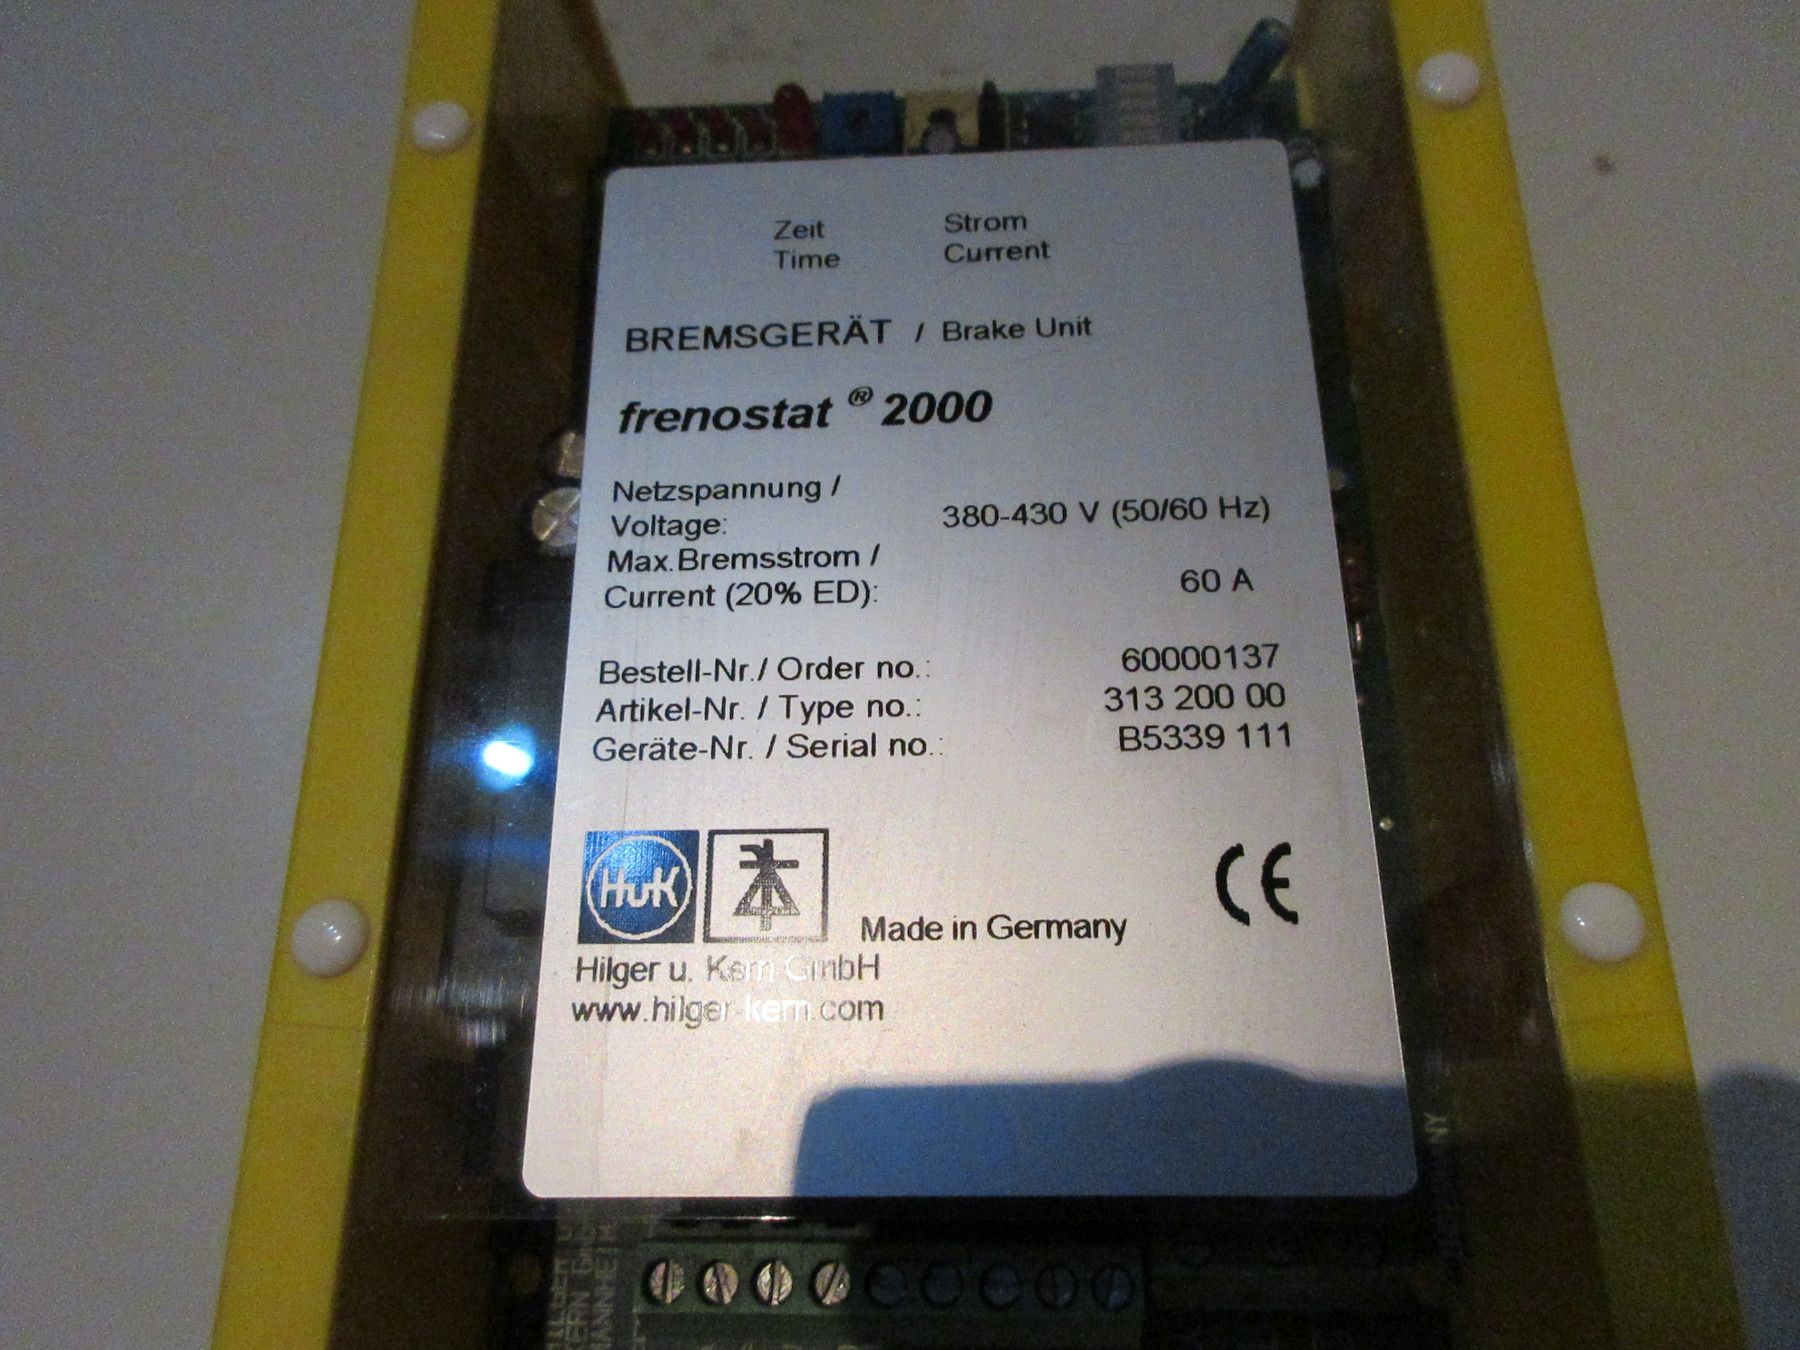 Zeit Strom
Time Current
BREMSGERÄT / Brake Unit
frenostat ® 2000
Netzspannung /
Voltage: 380-430 V (50/60 Hz)
Max.Bremsstrom /
Current (20% ED): 60 A
Bestell-Nr./ Order no.: 60000137
Artikel-Nr. / Type no.: 313 200 00
Geräte-Nr. / Serial no.: B5339 111
HuK
Made in Germany
CE
Hilger u. Kern GmbH
www.hilger-kern.com
NY
KERN